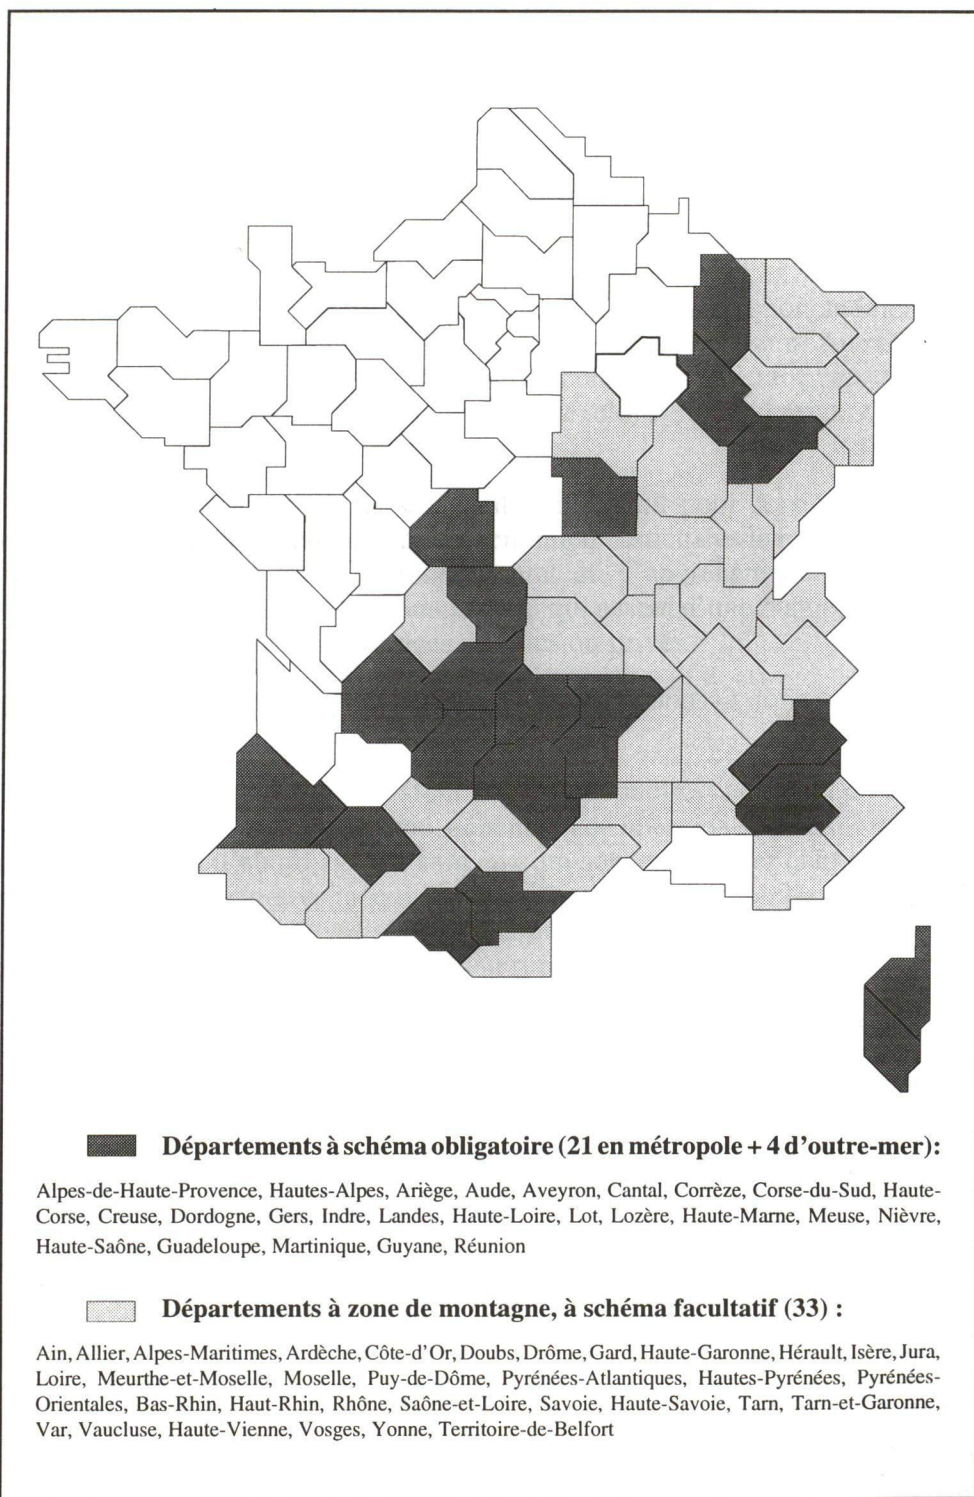 Départements à schéma obligatoire (21 en métropole + 4 d'outre-mer):
Alpes-de-Haute-Provence, Hautes-Alpes, Ariège, Aude, Aveyron, Cantal, Corrèze, Corse-du-Sud, Haute-
Corse, Creuse, Dordogne, Gers, Indre, Landes, Haute-Loire, Lot, Lozère, Haute-Marne, Meuse, Nièvre,
Haute-Saône, Guadeloupe, Martinique, Guyane, Réunion
Départements à zone de montagne, à schéma facultatif (33) :
Ain, Allier, Alpes-Maritimes, Ardèche, Côte-d'Or, Doubs, Drôme, Gard, Haute-Garonne, Hérault, Isère, Jura,
Loire, Meurthe-et-Moselle, Moselle, Puy-de-Dôme, Pyrénées-Atlantiques, Hautes-Pyrénées, Pyrénées-
Orientales, Bas-Rhin, Haut-Rhin, Rhône, Saône-et-Loire, Savoie, Haute-Savoie, Tarn, Tarn-et-Garonne,
Var, Vaucluse, Haute-Vienne, Vosges, Yonne, Territoire-de-Belfort